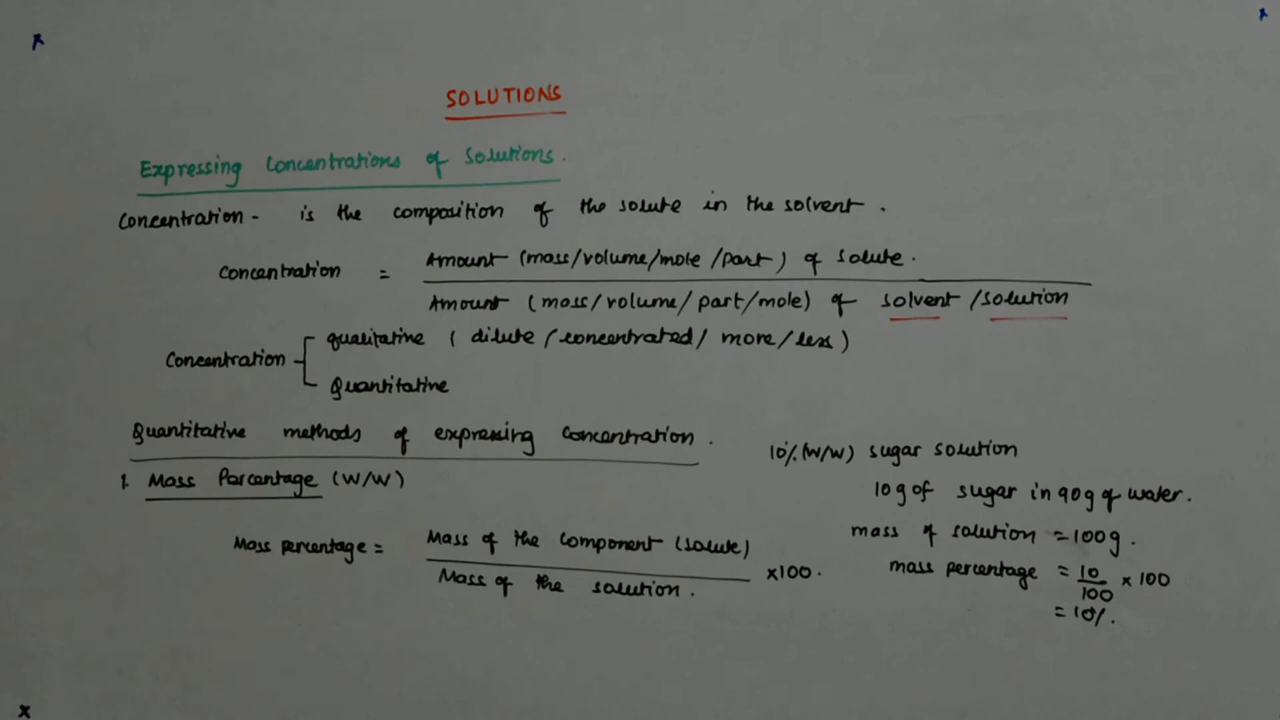 SOLUTIONS
Expressing Concentrations of Solutions.
Concentration - is the composition of the solute in the solvent.
Concentration = Amount (mass/volume/mole/part) of solute.
Amount (mass/volume/part/mole) of solvent/solution
Concentration
qualitative (dilute/concentrated/more/less)
Quantitative
Quantitative methods of expressing concentration.
1. Mass Percentage (W/W)
Mass percentage = Mass of the component (solute)
Mass of the solution. ×100.
10% (W/W) sugar solution
10g of sugar in 90g of water.
mass of solution = 100g.
mass percentage = 10/100 × 100
= 10%.